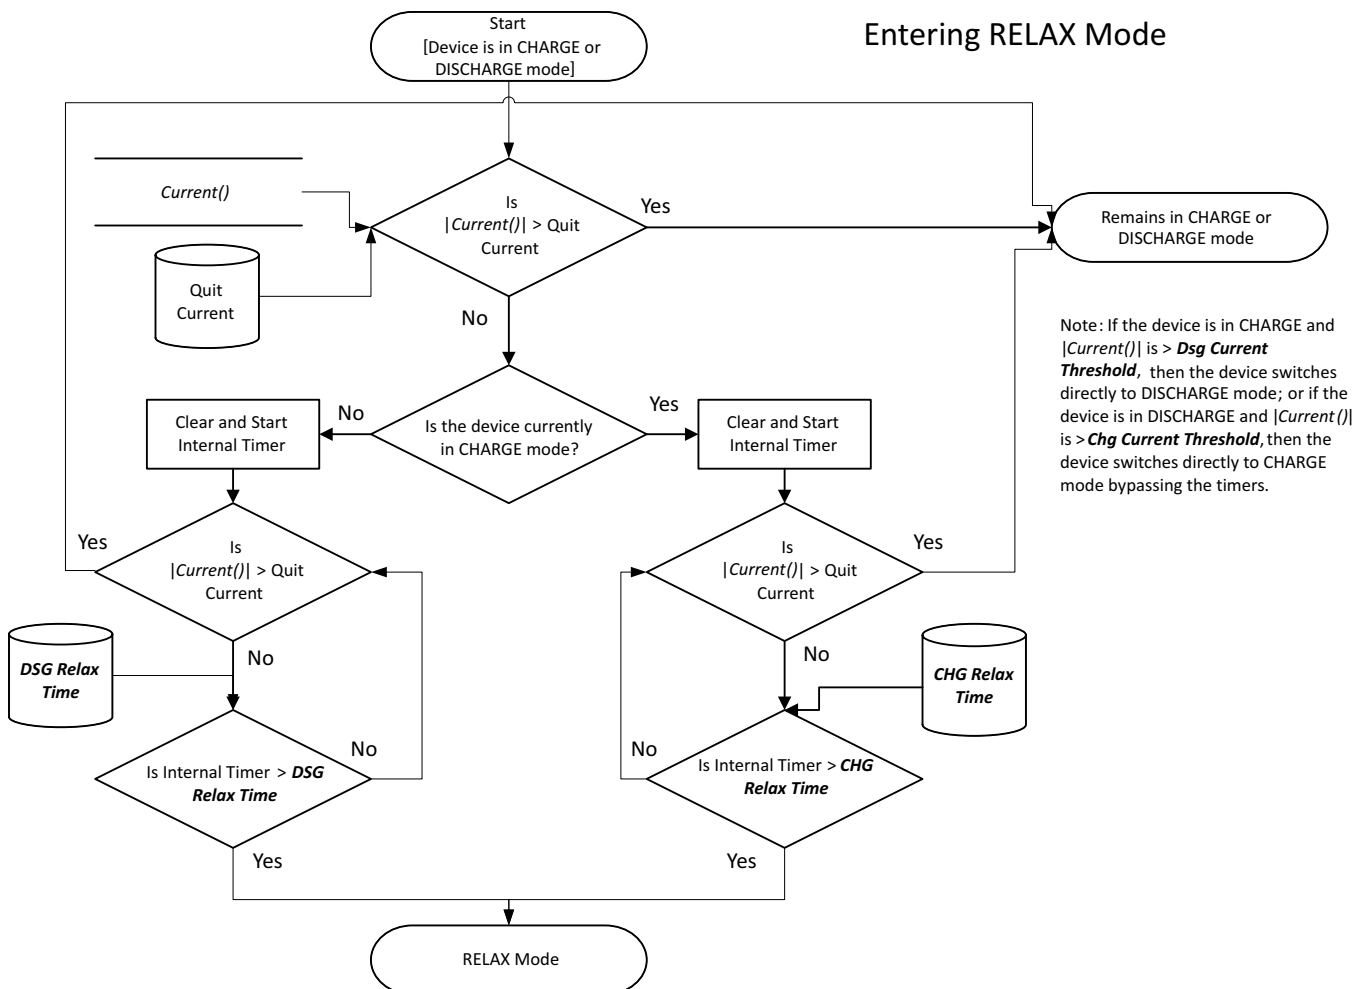 Start
[Device is in CHARGE or
DISCHARGE mode]
Entering RELAX Mode
Current()
Is
|Current()| > Quit
Current
Yes
Remains in CHARGE or
DISCHARGE mode
Quit
Current
No
Note: If the device is in CHARGE and
|Current()| is > Dsg Current
Threshold, then the device switches
directly to DISCHARGE mode; or if the
device is in DISCHARGE and |Current()|
is > Chg Current Threshold, then the
device switches directly to CHARGE
mode bypassing the timers.
Clear and Start
Internal Timer
No
Is the device currently
in CHARGE mode?
Yes
Clear and Start
Internal Timer
Yes
Is
|Current()| > Quit
Current
Is
|Current()| > Quit
Current
Yes
DSG Relax
Time
No
No
CHG Relax
Time
Is Internal Timer > DSG
Relax Time
No
No
Is Internal Timer > CHG
Relax Time
Yes
Yes
RELAX Mode